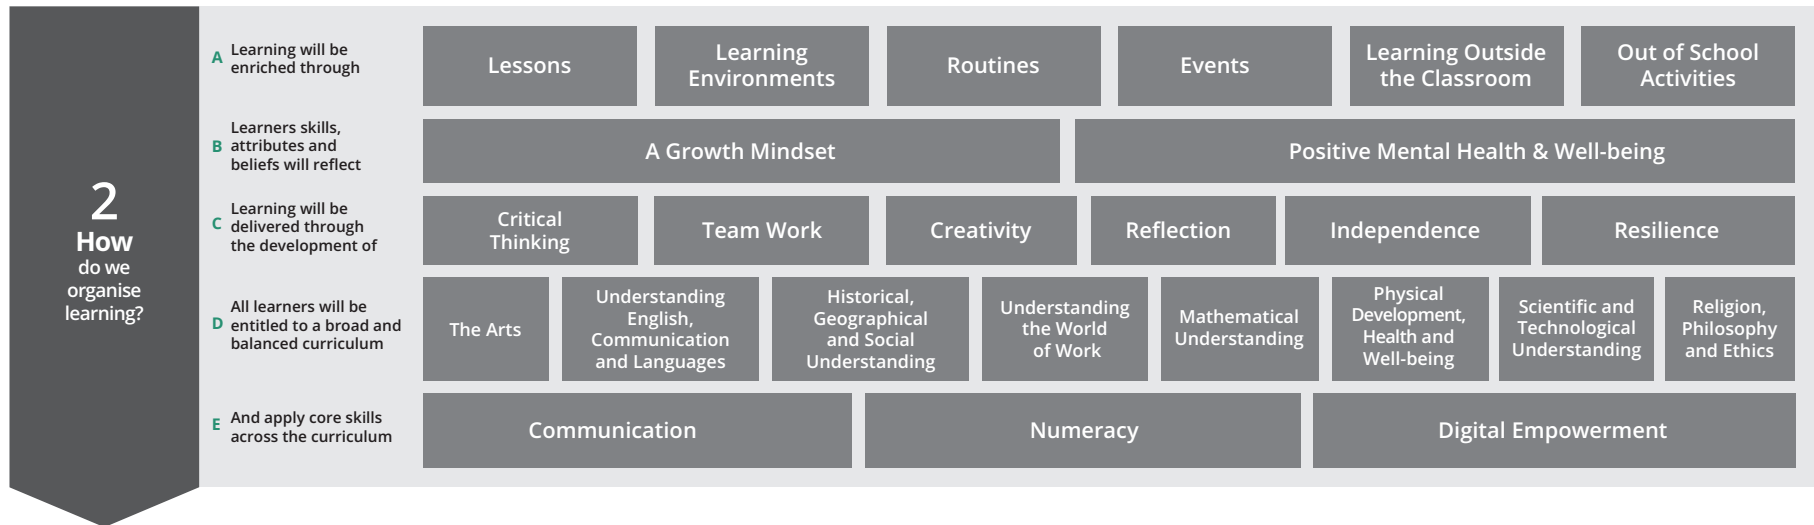 2
How
do we
organise
learning?
A
Learning will be
enriched through
Lessons
Learning
Environments
Routines
Events
Learning Outside
the Classroom
Out of School
Activities
B
Learners skills,
attributes and
beliefs will reflect
A Growth Mindset
Positive Mental Health & Well-being
C
Learning will be
delivered through
the development of
Critical
Thinking
Team Work
Creativity
Reflection
Independence
Resilience
D
All learners will be
entitled to a broad and
balanced curriculum
The Arts
Understanding
English,
Communication
and Languages
Historical,
Geographical
and Social
Understanding
Understanding
the World
of Work
Mathematical
Understanding
Physical
Development,
Health and
Well-being
Scientific and
Technological
Understanding
Religion,
Philosophy
and Ethics
E
And apply core skills
across the curriculum
Communication
Numeracy
Digital Empowerment